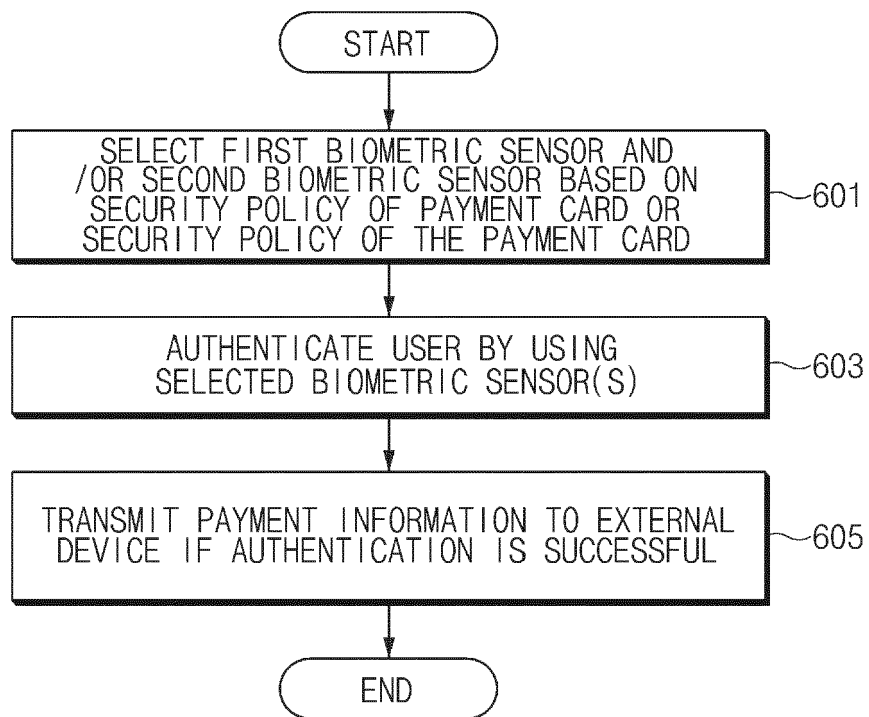 START
SELECT FIRST BIOMETRIC SENSOR AND
/OR SECOND BIOMETRIC SENSOR BASED ON
SECURITY POLICY OF PAYMENT CARD OR
SECURITY POLICY OF THE PAYMENT CARD
601
AUTHENTICATE USER BY USING
SELECTED BIOMETRIC SENSOR(S)
603
TRANSMIT PAYMENT INFORMATION TO EXTERNAL
DEVICE IF AUTHENTICATION IS SUCCESSFUL
605
END